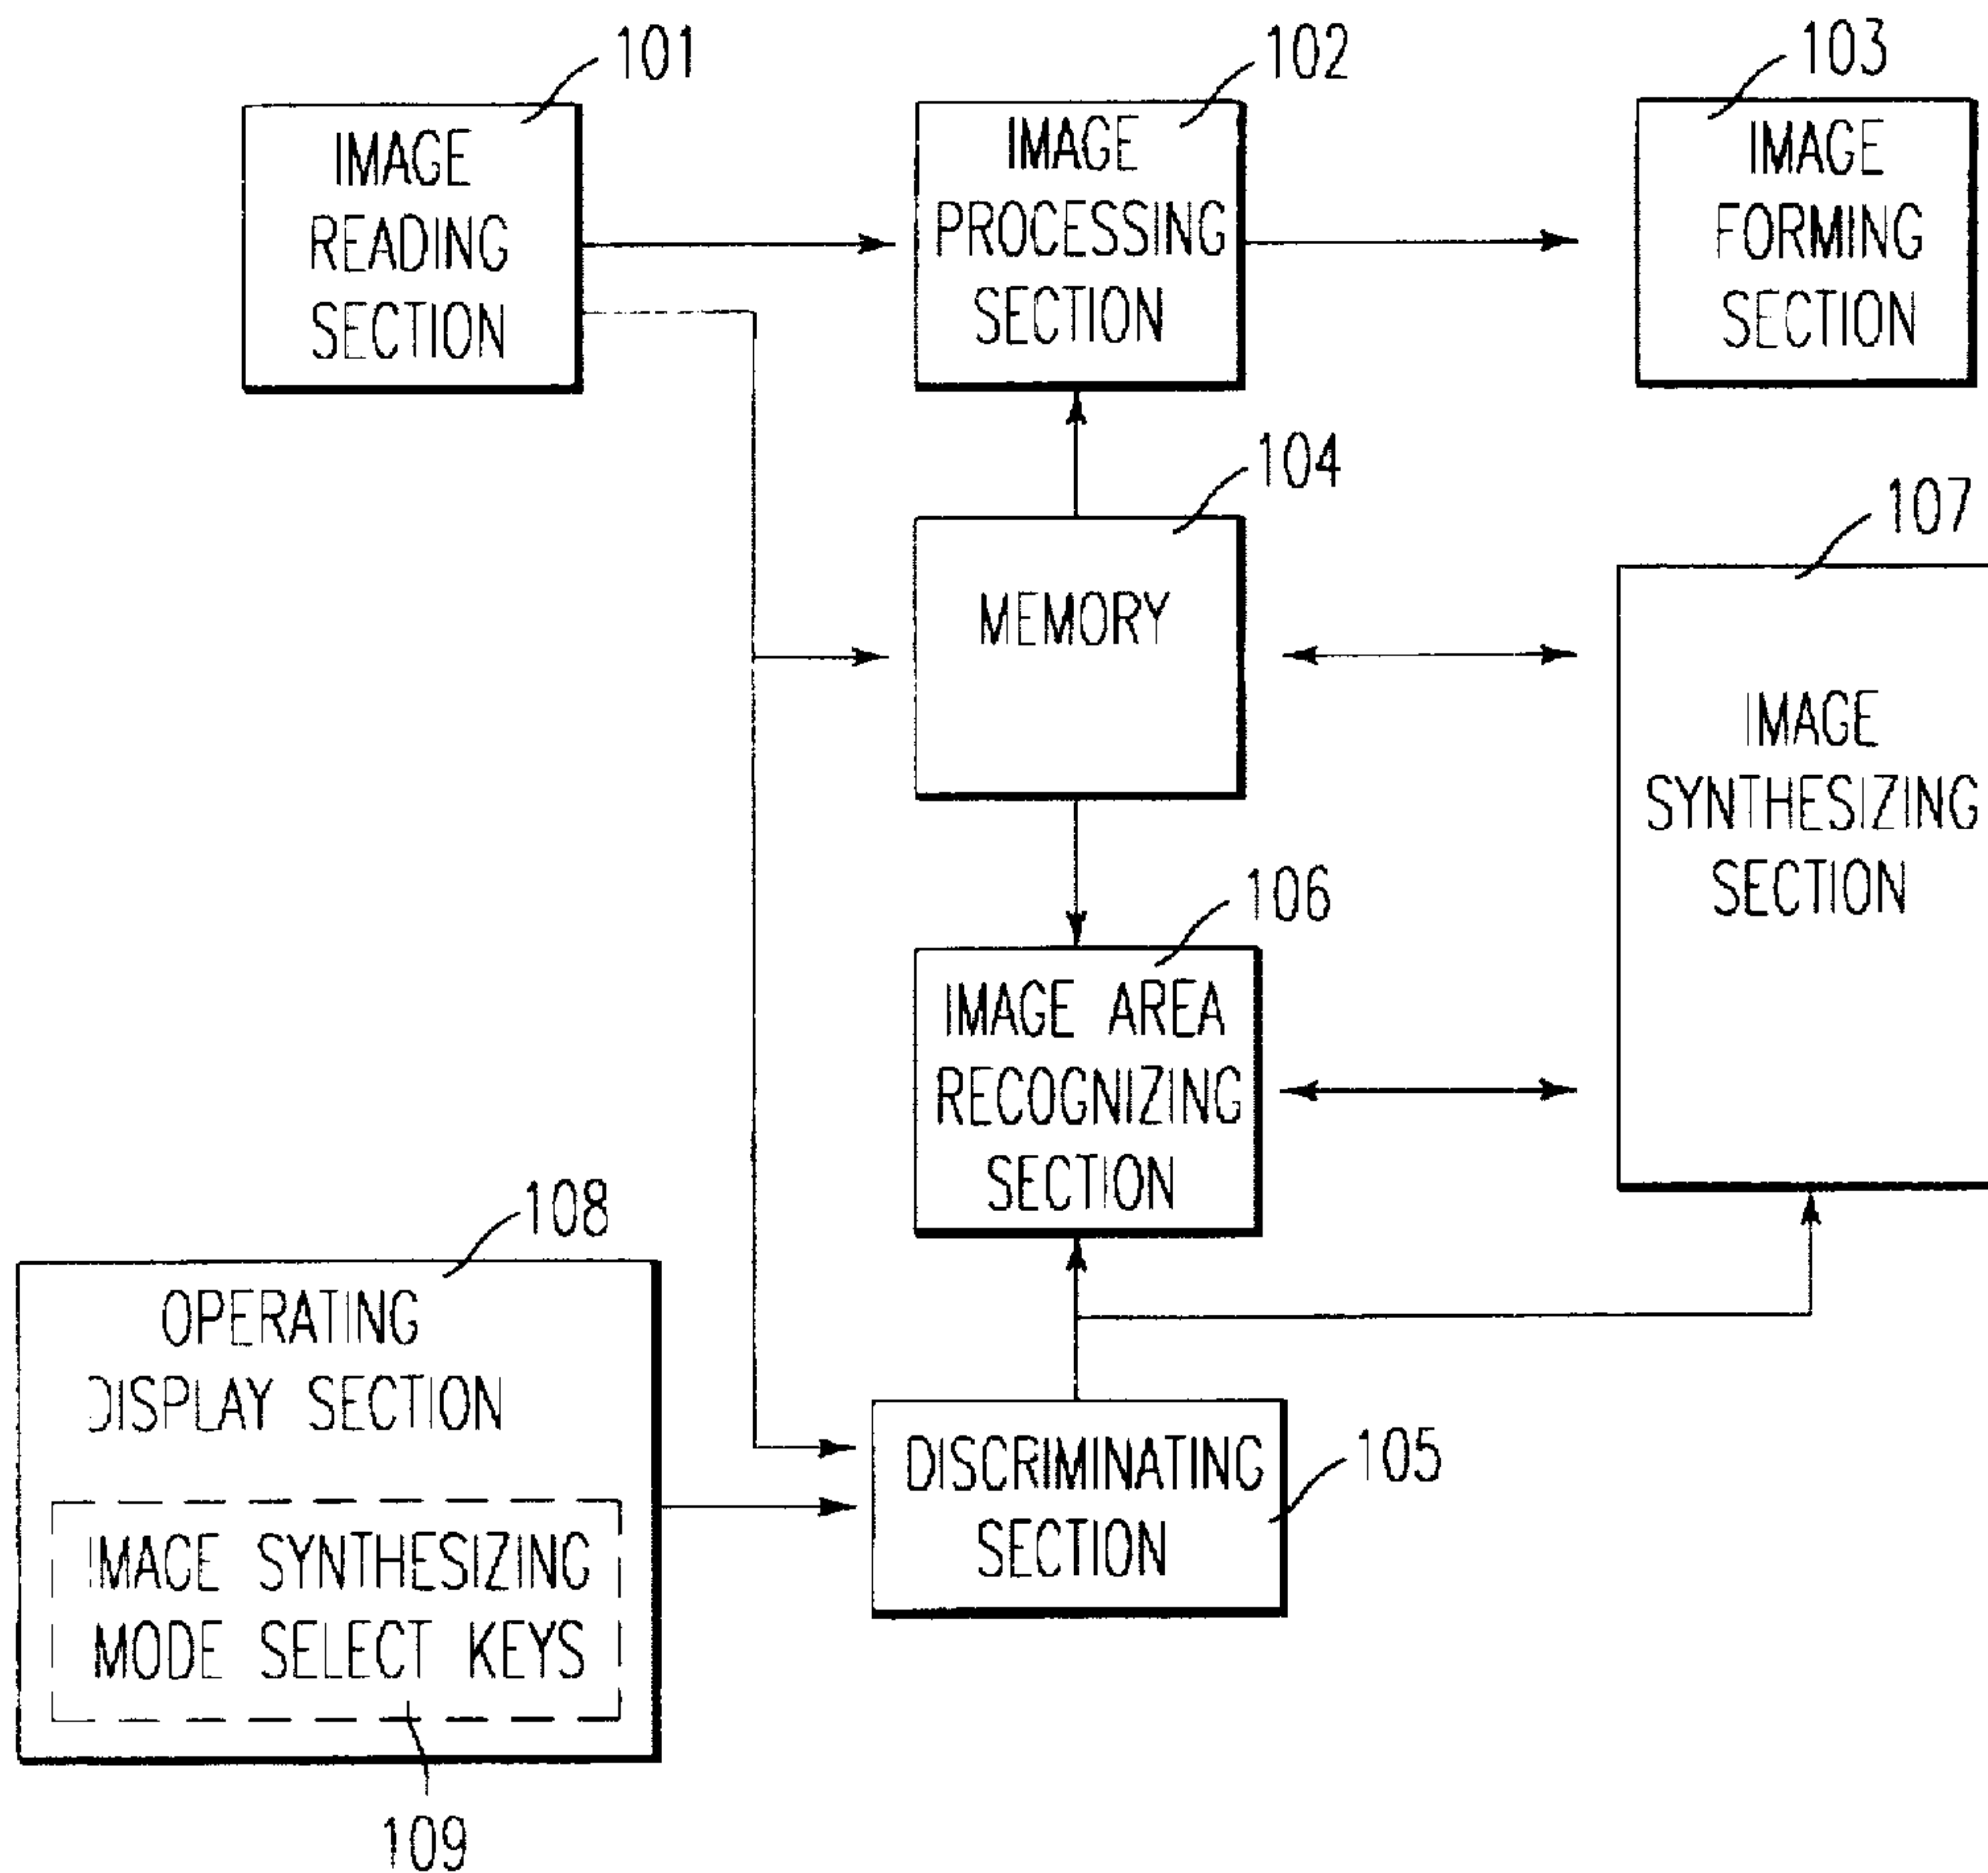 101
IMAGE
READING
SECTION
102
IMAGE
PROCESSING
SECTION
103
IMAGE
FORMING
SECTION
104
MEMORY
107
IMAGE
SYNTHESIZING
SECTION
106
IMAGE AREA
RECOGNIZING
SECTION
108
OPERATING
DISPLAY SECTION
IMAGE SYNTHESIZING
MODE SELECT KEYS
109
DISCRIMINATING
SECTION
105